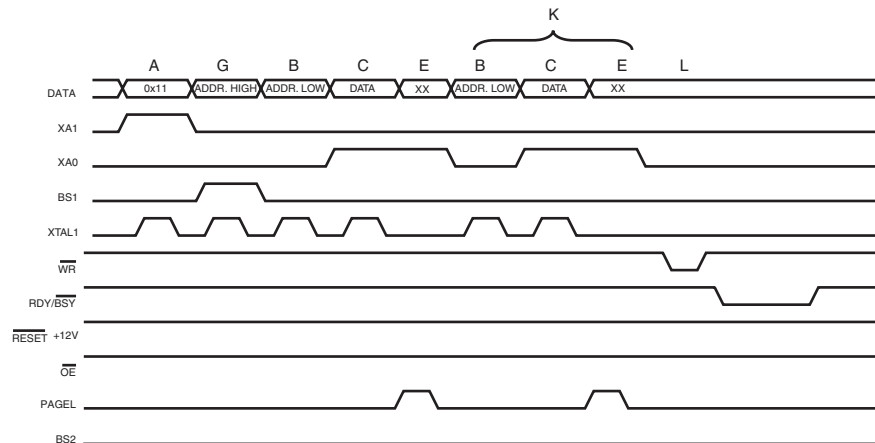 K
A G B C E B C E L
DATA 0x11 ADDR. HIGH ADDR. LOW DATA XX ADDR. LOW DATA XX
XA1
XA0
BS1
XTAL1
WR
RDY/BSY
RESET +12V
OE
PAGEL
BS2